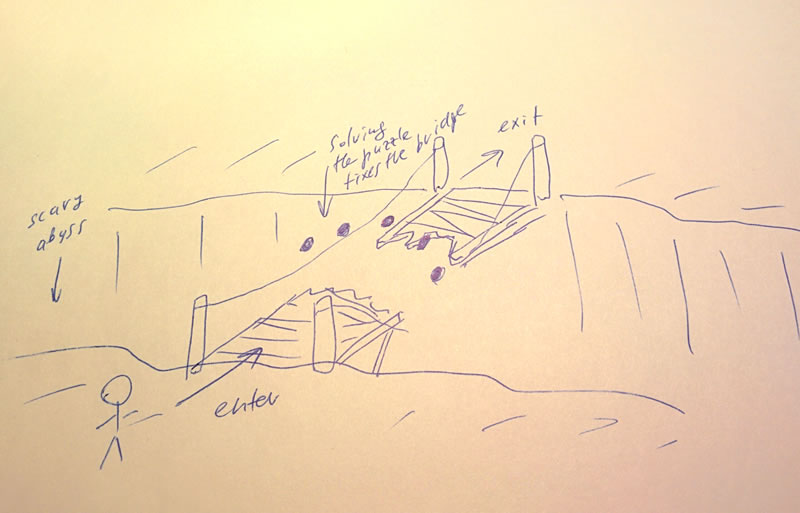 solving
the puzzle
fixes the bridge
exit
scary
abyss
enter